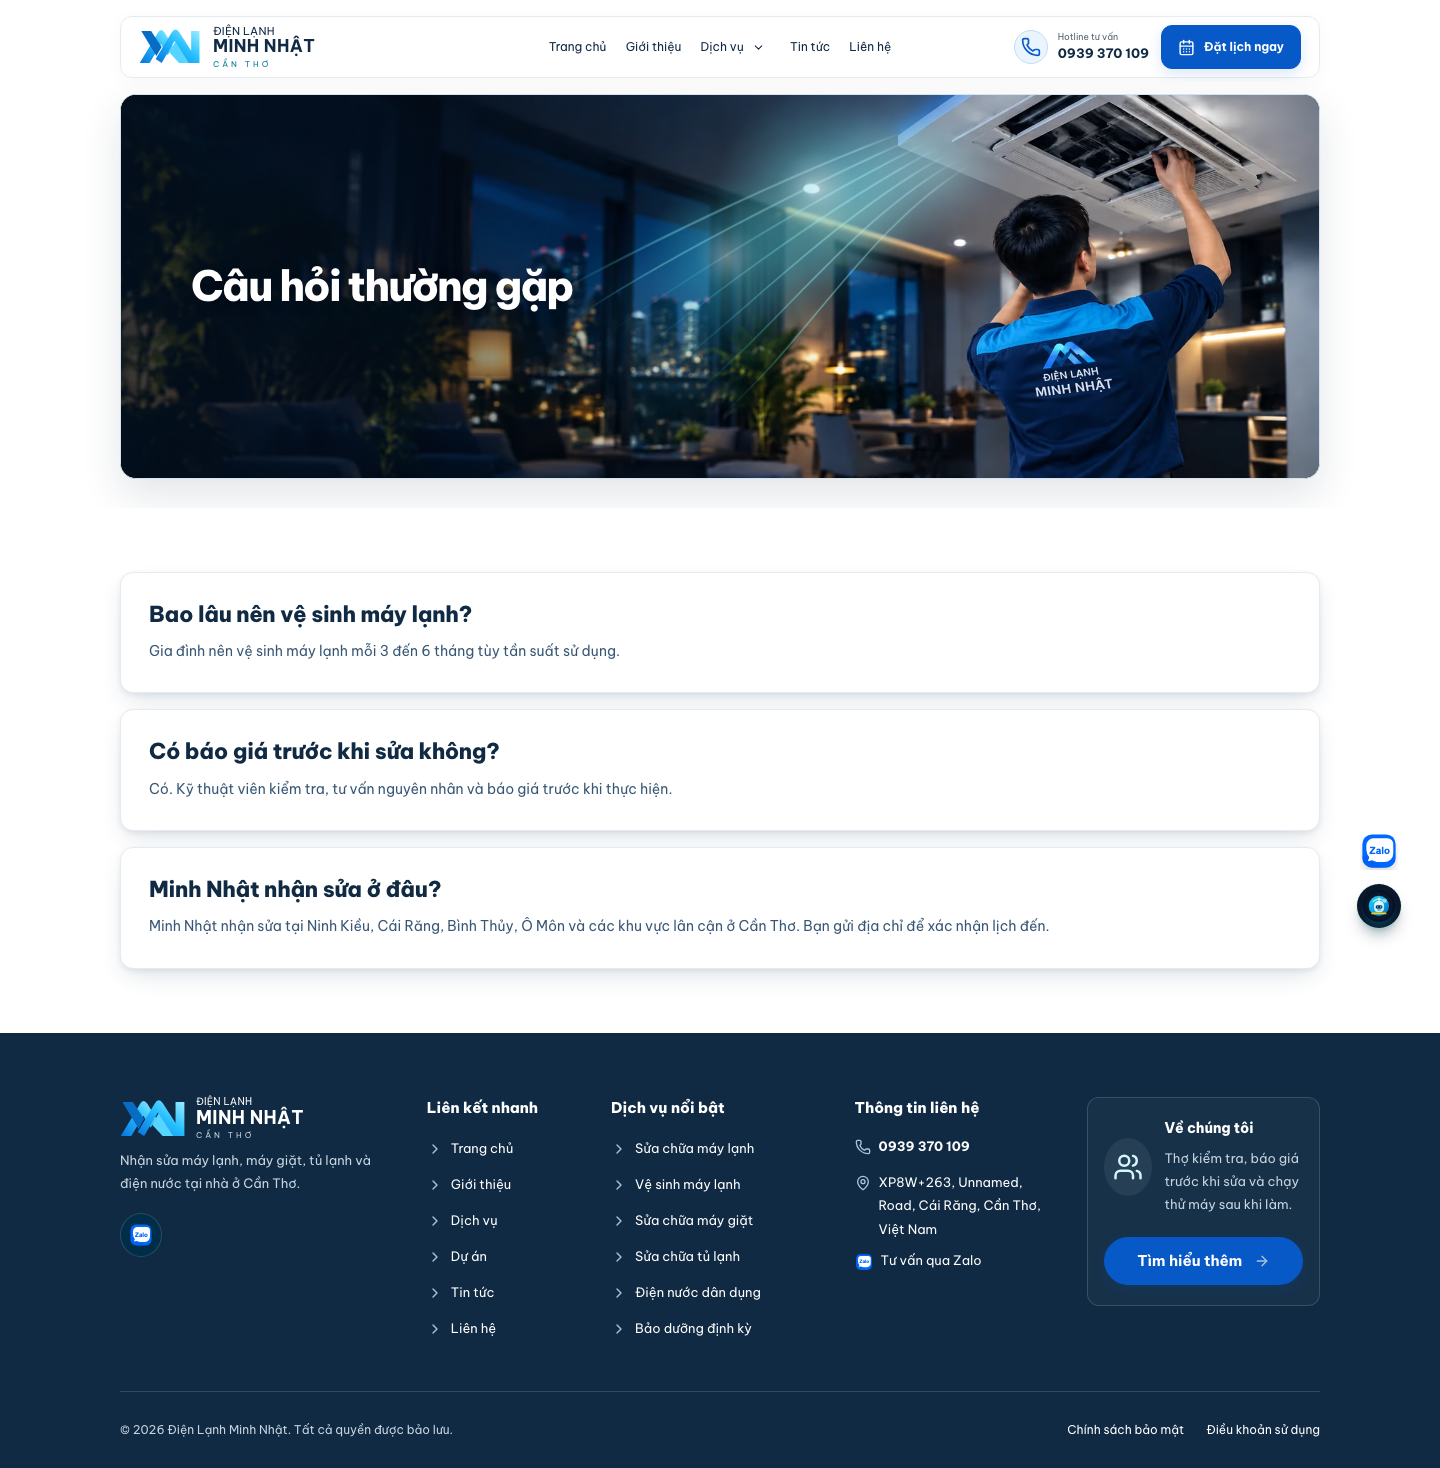 ĐIỆN LẠNH
MINH NHẬT
CẦN THƠ
Trang chủ
Giới thiệu
Dịch vụ
Tin tức
Liên hệ
Hotline tư vấn
0939 370 109
Đặt lịch ngay
Câu hỏi thường gặp
ĐIỆN LẠNH
MINH NHẬT
Bao lâu nên vệ sinh máy lạnh?
Gia đình nên vệ sinh máy lạnh mỗi 3 đến 6 tháng tùy tần suất sử dụng.
Có báo giá trước khi sửa không?
Có. Kỹ thuật viên kiểm tra, tư vấn nguyên nhân và báo giá trước khi thực hiện.
Minh Nhật nhận sửa ở đâu?
Minh Nhật nhận sửa tại Ninh Kiều, Cái Răng, Bình Thủy, Ô Môn và các khu vực lân cận ở Cần Thơ. Bạn gửi địa chỉ để xác nhận lịch đến.
Zalo
ĐIỆN LẠNH
MINH NHẬT
CẦN THƠ
Nhận sửa máy lạnh, máy giặt, tủ lạnh và
điện nước tại nhà ở Cần Thơ.
Zalo
Liên kết nhanh
Trang chủ
Giới thiệu
Dịch vụ
Dự án
Tin tức
Liên hệ
Dịch vụ nổi bật
Sửa chữa máy lạnh
Vệ sinh máy lạnh
Sửa chữa máy giặt
Sửa chữa tủ lạnh
Điện nước dân dụng
Bảo dưỡng định kỳ
Thông tin liên hệ
0939 370 109
XP8W+263, Unnamed,
Road, Cái Răng, Cần Thơ,
Việt Nam
Zalo
Tư vấn qua Zalo
Về chúng tôi
Thợ kiểm tra, báo giá
trước khi sửa và chạy
thử máy sau khi làm.
Tìm hiểu thêm
© 2026 Điện Lạnh Minh Nhật. Tất cả quyền được bảo lưu.
Chính sách bảo mật
Điều khoản sử dụng